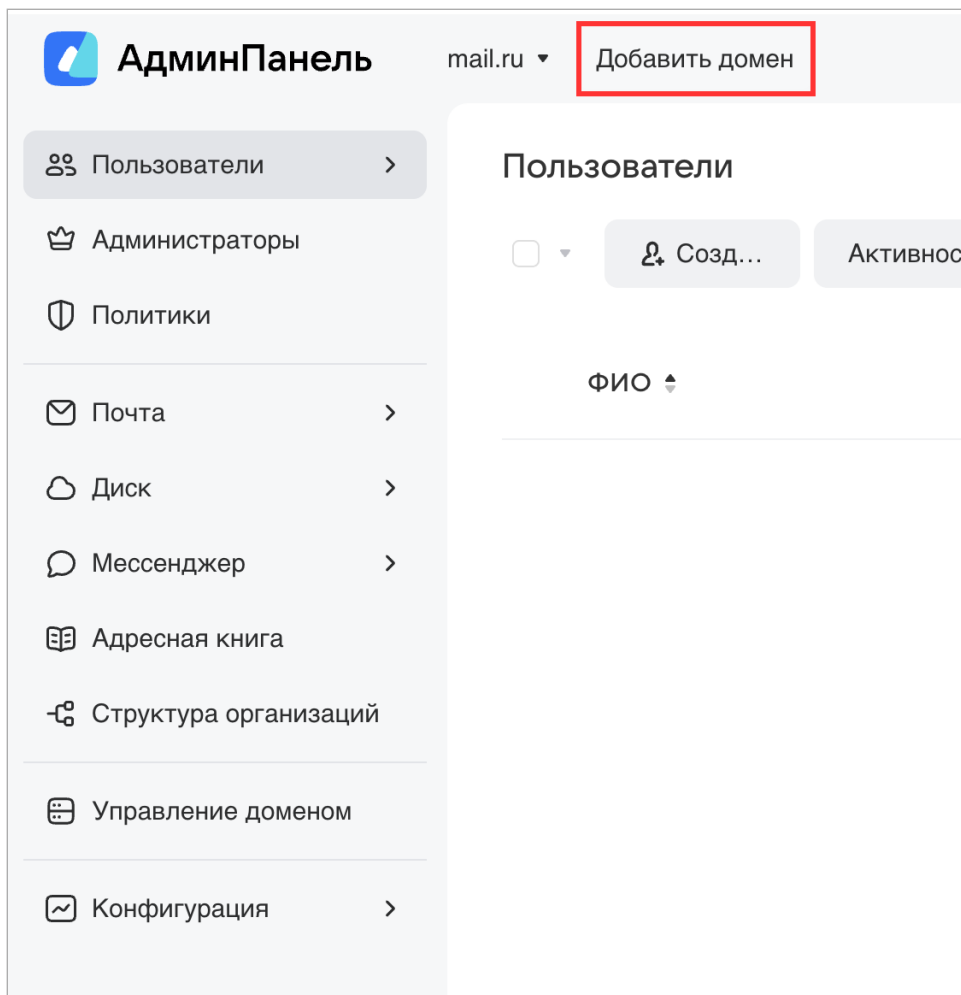 АдминПанель
mail.ru
Добавить домен
Пользователи
Администраторы
Политики
Почта
Диск
Мессенджер
Адресная книга
Структура организаций
Управление доменом
Конфигурация
Пользователи
Созд...
Активнос
ФИО